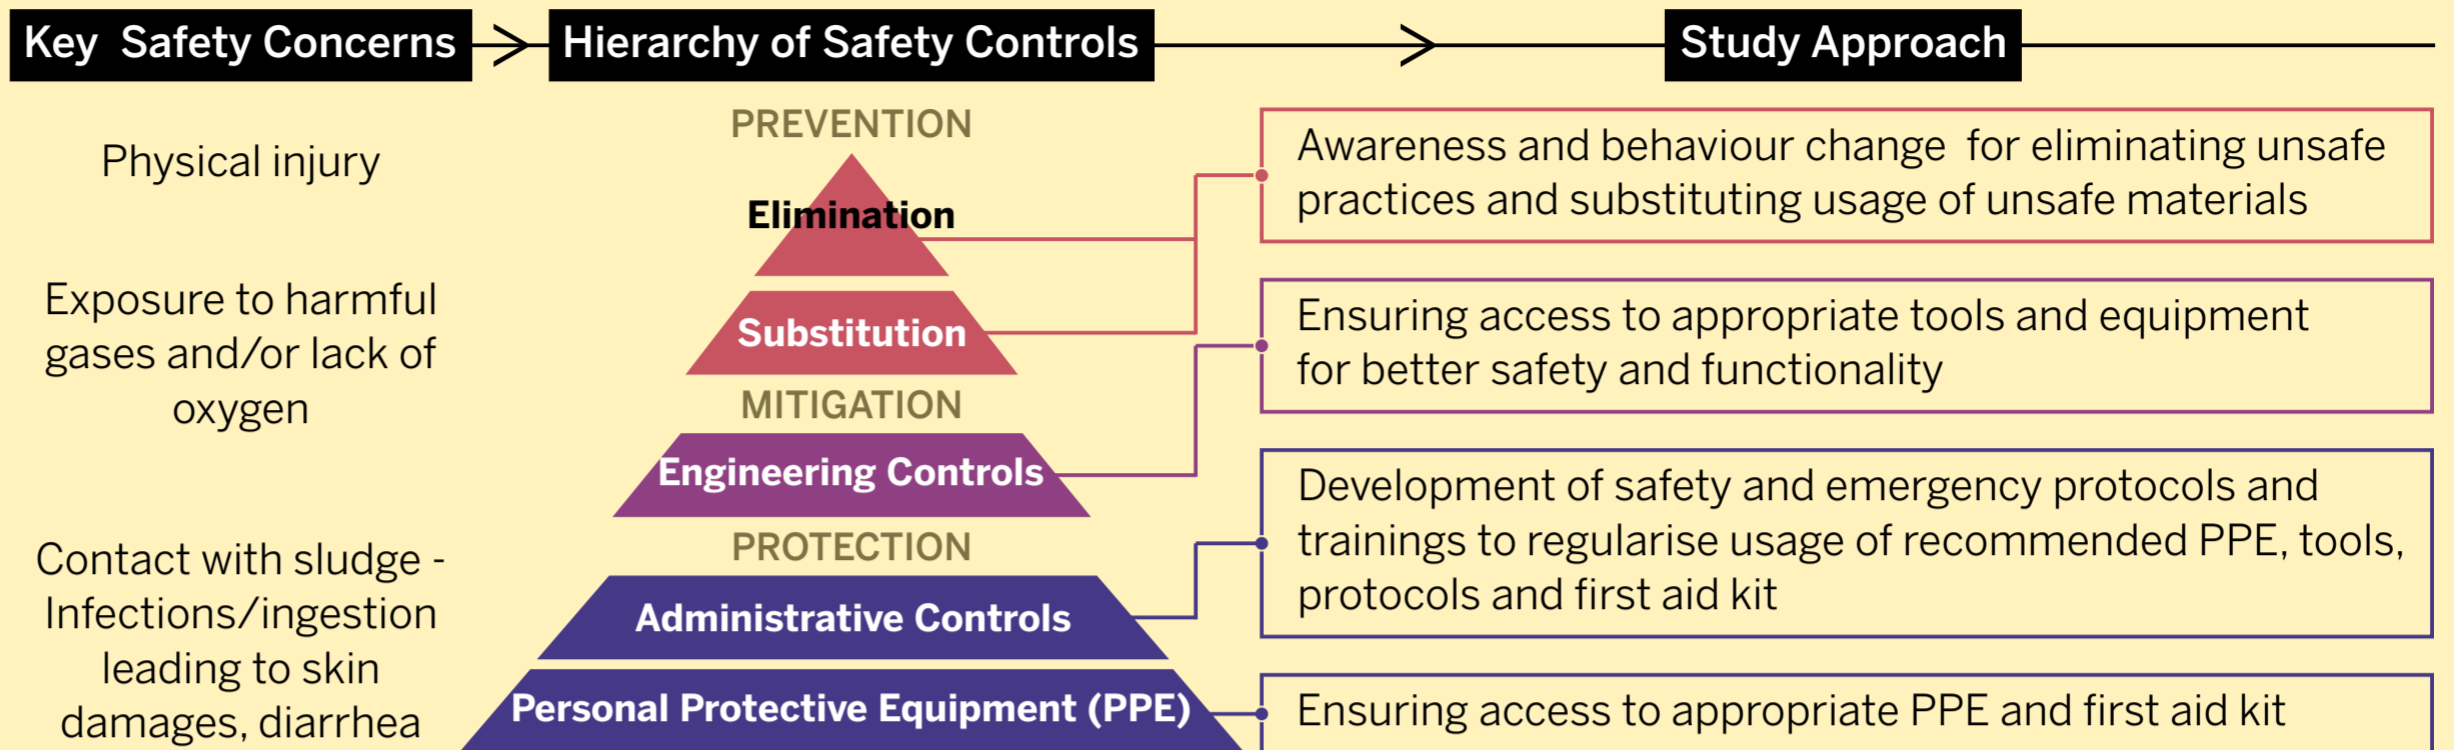 Key Safety Concerns
Hierarchy of Safety Controls
Study Approach
Physical injury
Exposure to harmful
gases and/or lack of
oxygen
Contact with sludge -
Infections/ingestion
leading to skin
damages, diarrhea
PREVENTION
Elimination
Substitution
MITIGATION
Engineering Controls
PROTECTION
Administrative Controls
Personal Protective Equipment (PPE)
Awareness and behaviour change for eliminating unsafe
practices and substituting usage of unsafe materials
Ensuring access to appropriate tools and equipment
for better safety and functionality
Development of safety and emergency protocols and
trainings to regularise usage of recommended PPE, tools,
protocols and first aid kit
Ensuring access to appropriate PPE and first aid kit